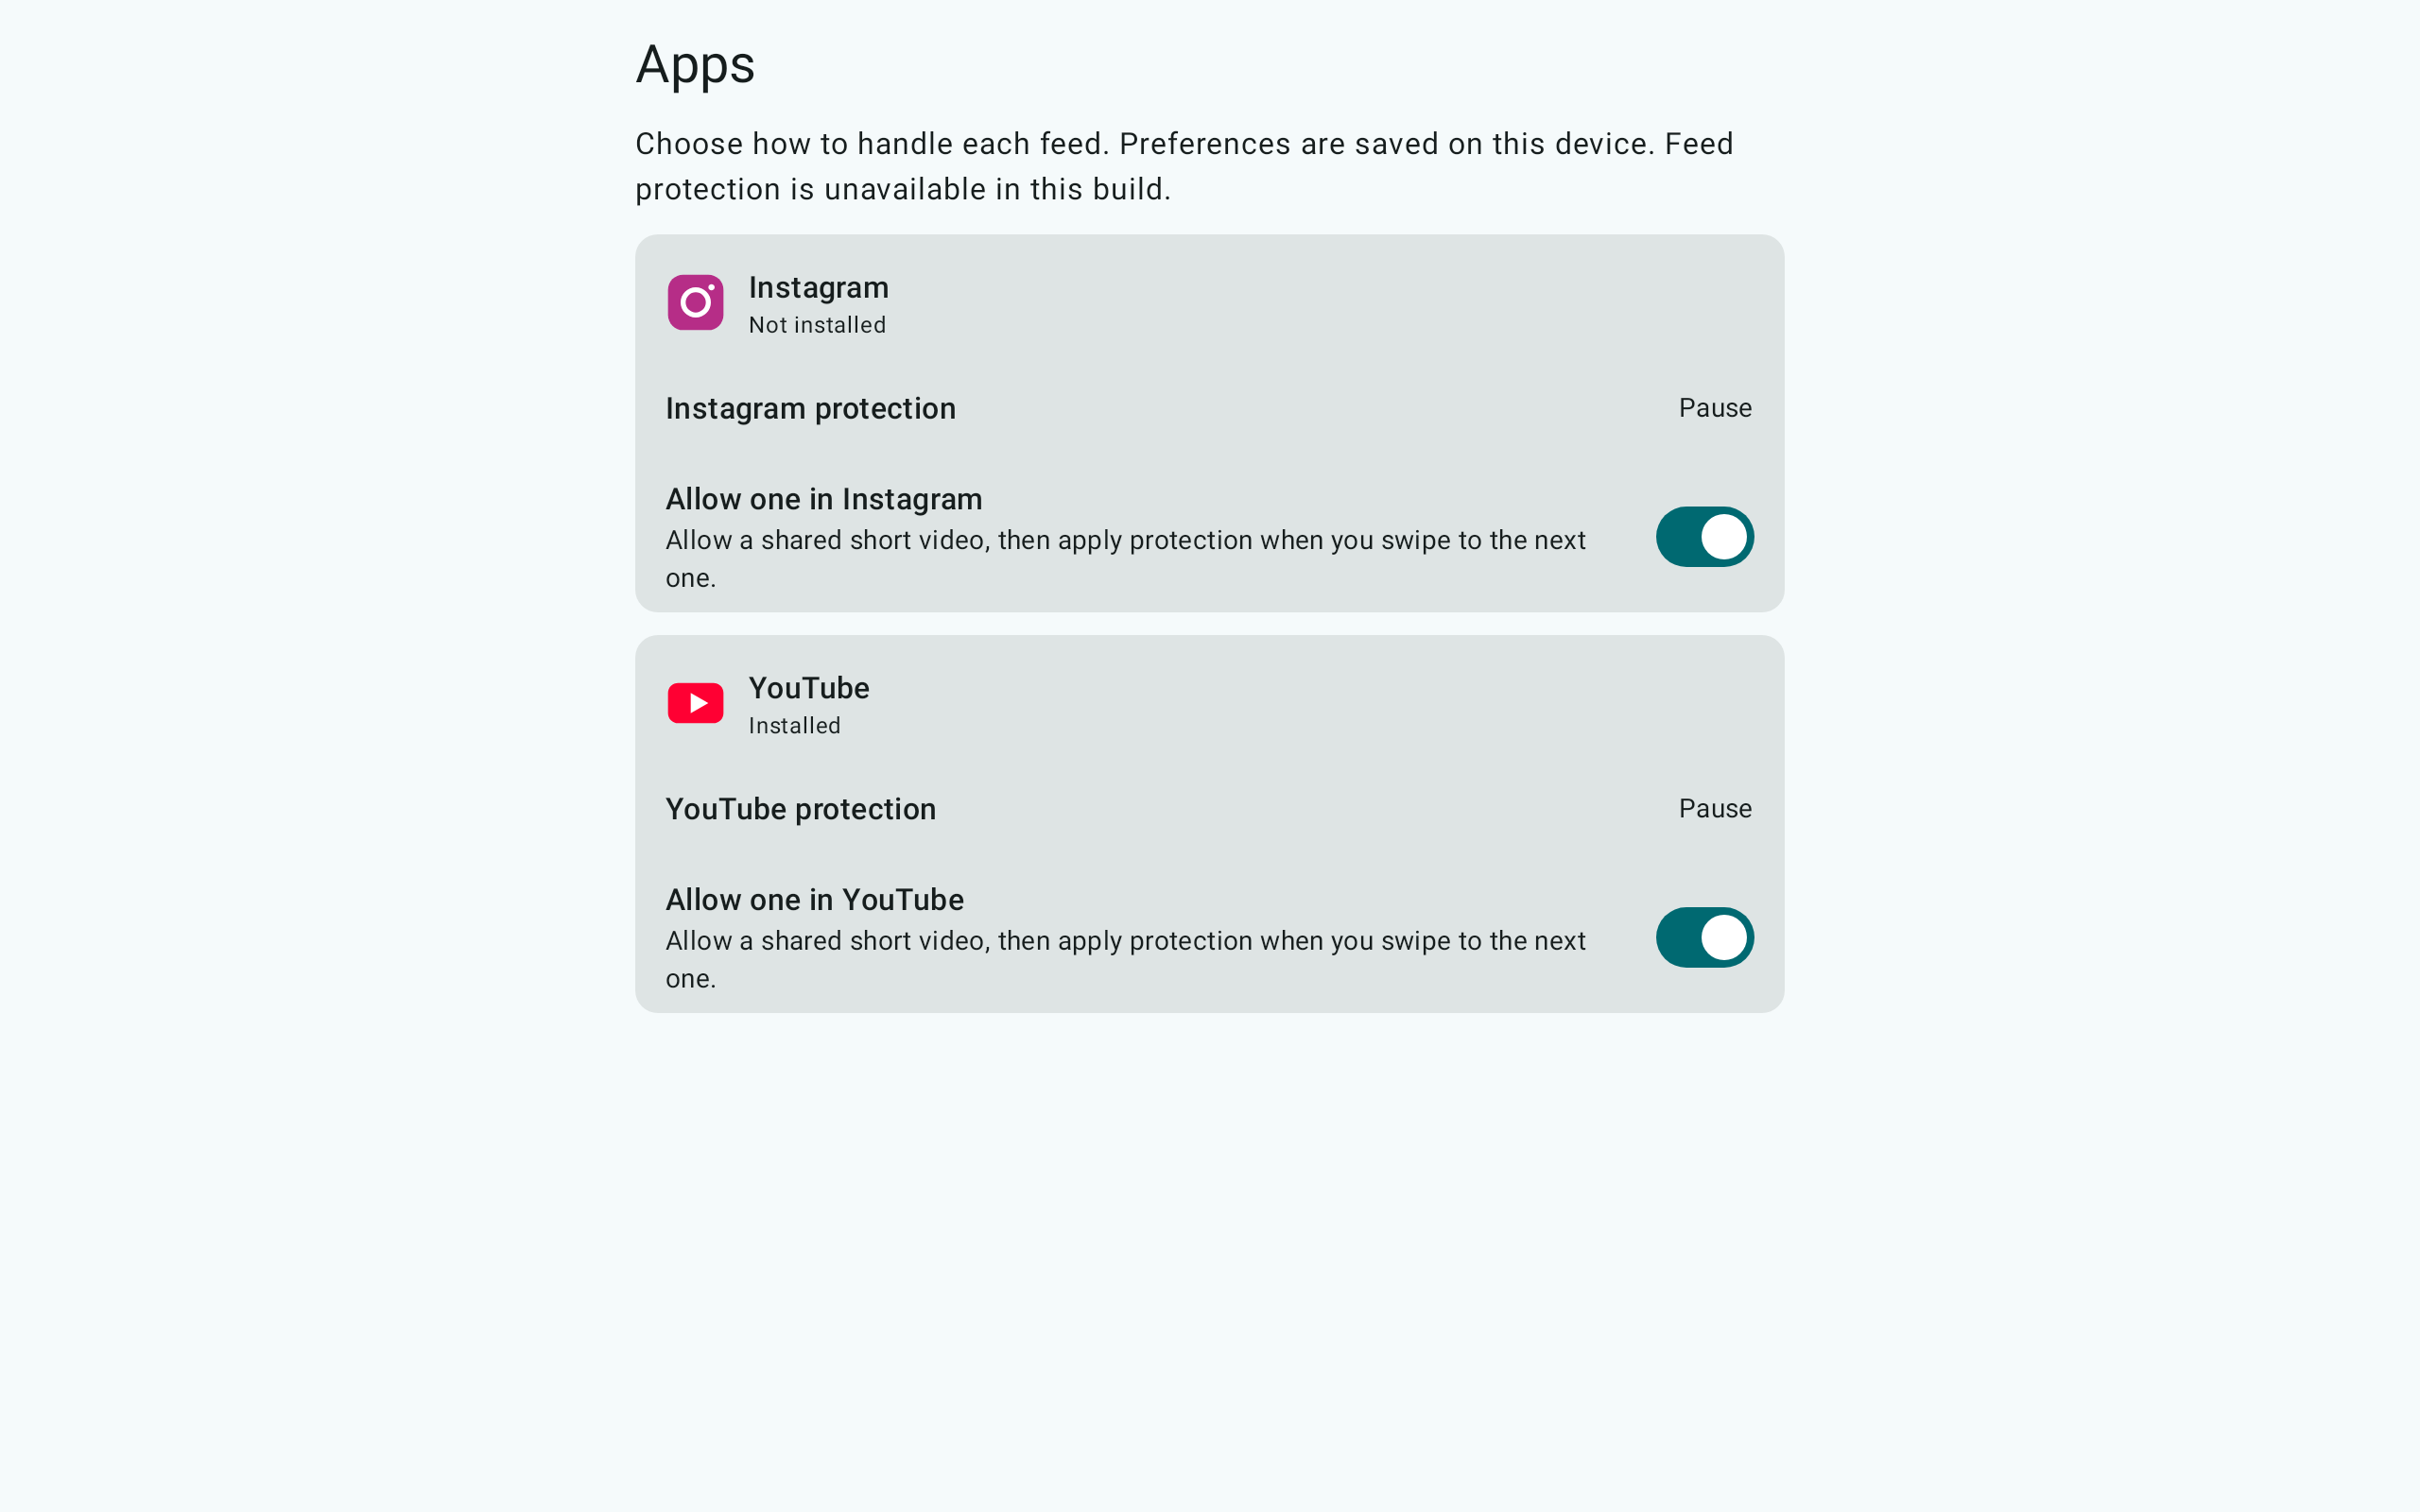 Apps
Choose how to handle each feed. Preferences are saved on this device. Feed
protection is unavailable in this build.
Instagram
Not installed
Instagram protection
Pause
Allow one in Instagram
Allow a shared short video, then apply protection when you swipe to the next
one.
YouTube
Installed
YouTube protection
Pause
Allow one in YouTube
Allow a shared short video, then apply protection when you swipe to the next
one.